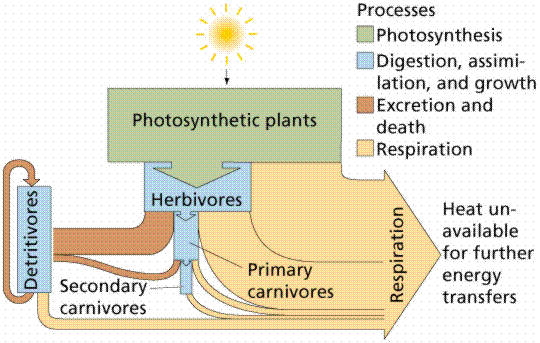 Processes
Photosynthesis
Digestion, assimi-
lation, and growth
Excretion and
death
Respiration
Photosynthetic plants
Herbivores
Detritivores
Primary
carnivores
Secondary
carnivores
Respiration
Heat un-
available for
further
energy
transfers